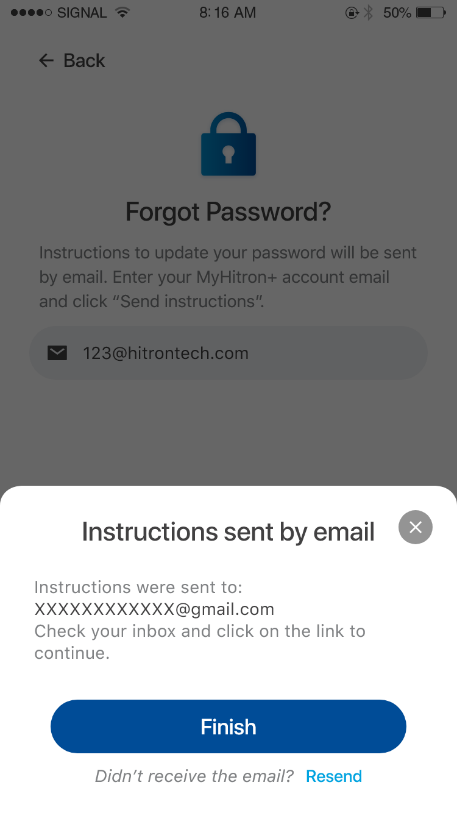 SIGNAL 8:16 AM 50%
Back
Forgot Password?
Instructions to update your password will be sent
by email. Enter your MyHitron+ account email
and click “Send instructions”.
123@hitrontech.com
Instructions sent by email
Instructions were sent to:
XXXXXXXXXXXX@gmail.com
Check your inbox and click on the link to
continue.
Finish
Didn’t receive the email? Resend